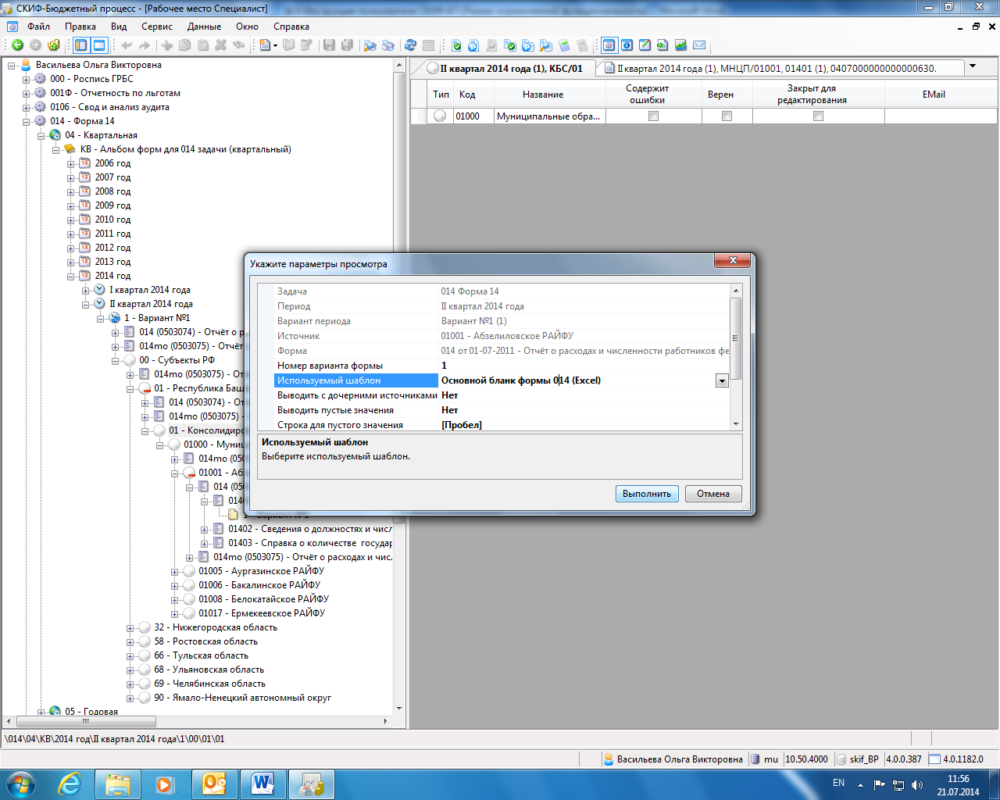 СКИФ-Бюджетный процесс - [Рабочее место Специалист]
Файл Правка Вид Сервис Данные Окно Справка
Васильева Ольга Викторовна
000 - Роспись ГРБС
001Ф - Отчетность по льготам
0106 - Свод и анализ аудита
014 - Форма 14
04 - Квартальная
КВ - Альбом форм для 014 задачи (квартальный)
2006 год
2007 год
2008 год
2009 год
2010 год
2011 год
2012 год
2013 год
2014 год
I квартал 2014 года
II квартал 2014 года
1 - Вариант №1
014 (0503074) - Отчёт о р
014mo (0503075) - Отчёт
00 - Субъекты РФ
014mo (0503075) - От
01 - Республика Баш
014 (0503074) - От
014mo (0503075) -
01 - Консолидиро
01000 - Муниц
014mo (050
01001 - Аб
014 (050
0140
1 - Вариант №1
01402 - Сведения о должностях и числ
01403 - Справка о количестве государ
014mo (0503075) - Отчёт о расходах и чис
01005 - Аургазинское РАЙФУ
01006 - Бакалинское РАЙФУ
01008 - Белокатайское РАЙФУ
01017 - Ермекеевское РАЙФУ
32 - Нижегородская область
58 - Ростовская область
66 - Тульская область
68 - Ульяновская область
69 - Челябинская область
90 - Ямало-Ненецкий автономный округ
05 - Годовая
II квартал 2014 года (1), КБС/01
II квартал 2014 года (1), МНЦП/01001, 01401 (1), 0407000000000000630.
Тип Код Название Содержит ошибки Верен Закрыт для редактирования EMail
01000 Муниципальные обра...
Укажите параметры просмотра
Задача 014 Форма 14
Период II квартал 2014 года
Вариант периода Вариант №1 (1)
Источник 01001 - Абзелиловское РАЙФУ
Форма 014 от 01-07-2011 - Отчёт о расходах и численности работников фе
Номер варианта формы 1
Используемый шаблон Основной бланк формы 014 (Excel)
Выводить с дочерними источниками Нет
Выводить пустые значения Нет
Строка для пустого значения [Пробел]
Используемый шаблон
Выберите используемый шаблон.
Выполнить Отмена
\014\04\КВ\2014 год\II квартал 2014 года\1\00\01\01
Васильева Ольга Викторовна mu 10.50.4000 skif_BP 4.0.0.387 4.0.1182.0
EN 11:56
21.07.2014